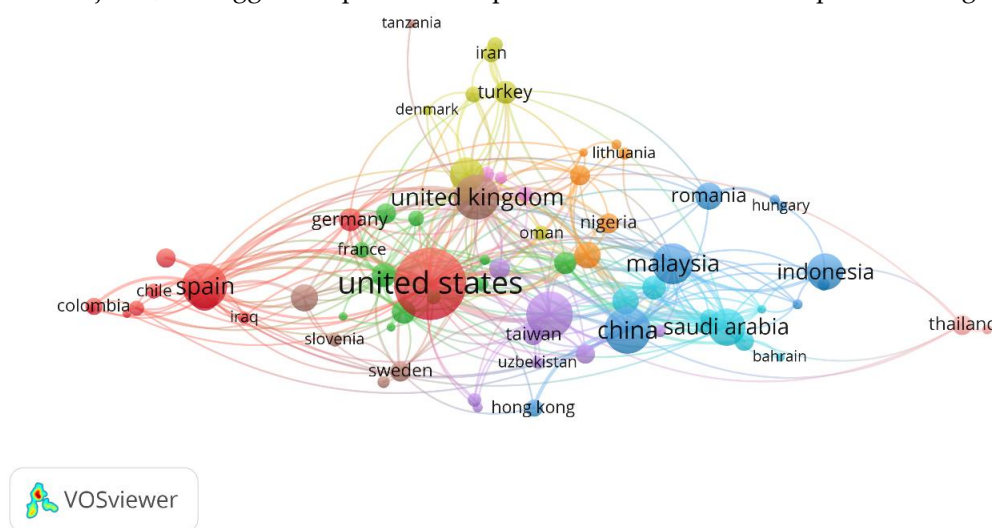 tanzania
iran
turkey
denmark
lithuania
united kingdom
romania
hungary
germany
oman
nigeria
france
malaysia
indonesia
united states
chile
spain
colombia
iraq
slovenia
taiwan
china
saudi arabia
thailand
uzbekistan
bahrain
sweden
hong kong
VOSviewer